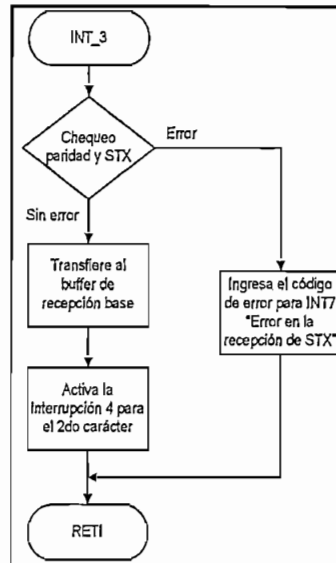 INT_3
Chequeo
paridad y STX
Error
Sin error
Transfiere al
buffer de
recepción base
Ingresa el código
de error para INT7
"Error en la
recepción de STX"
Activa la
Interrupción 4 para
el 2do carácter
RETI